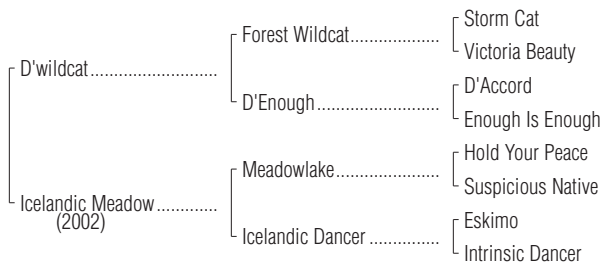 Storm Cat
Forest Wildcat...................
Victoria Beauty
D'wildcat...........................
D'Accord
D'Enough..........................
Enough Is Enough
Hold Your Peace
Meadowlake......................
Suspicious Native
Icelandic Meadow.............
(2002)
Eskimo
Icelandic Dancer ...............
Intrinsic Dancer